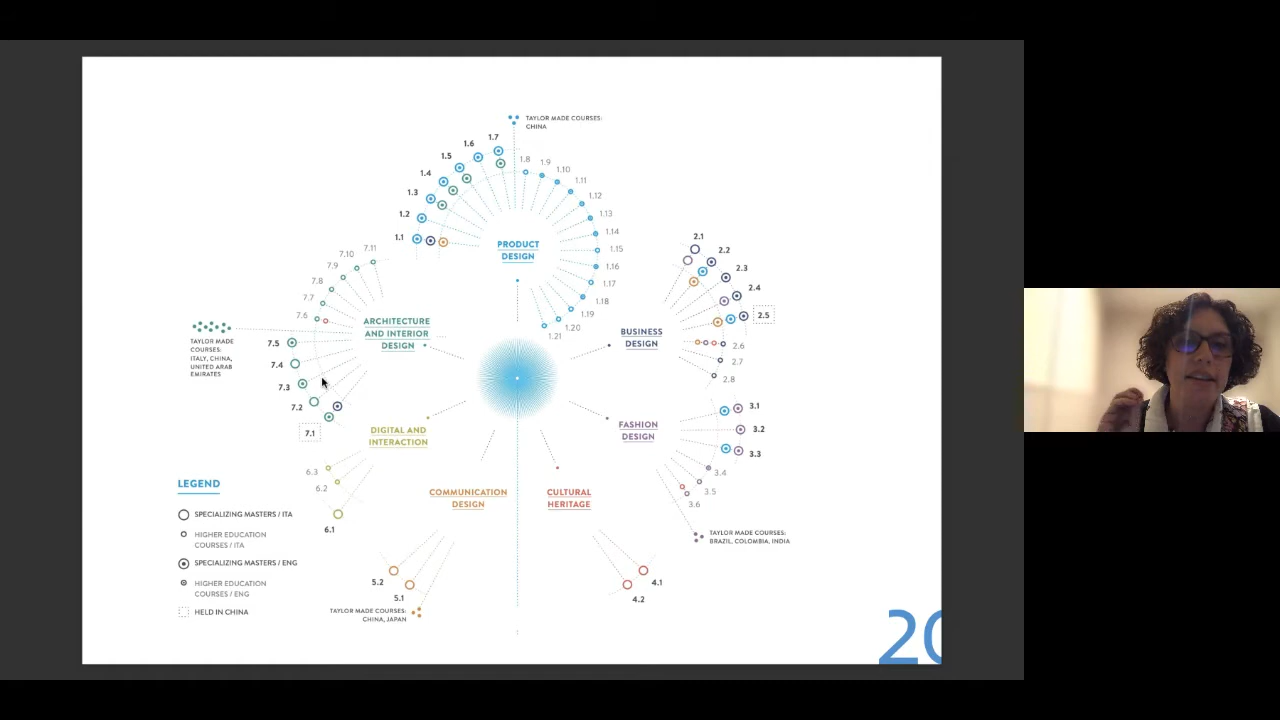 TAYLOR MADE COURSES:
CHINA
1.7
1.6
1.5
1.4
1.3
1.2
1.1
1.8
1.9
1.10
1.11
1.12
1.13
1.14
1.15
1.16
1.17
1.18
1.19
1.20
1.21
PRODUCT
DESIGN
2.1
2.2
2.3
2.4
2.5
2.6
2.7
2.8
BUSINESS
DESIGN
7.11
7.10
7.9
7.8
7.7
7.6
7.5
7.4
7.3
7.2
7.1
ARCHITECTURE
AND INTERIOR
DESIGN
TAYLOR MADE
COURSES:
ITALY, CHINA,
UNITED ARAB
EMIRATES
3.1
3.2
3.3
3.4
3.5
3.6
FASHION
DESIGN
TAYLOR MADE COURSES:
BRAZIL, COLOMBIA, INDIA
DIGITAL AND
INTERACTION
6.3
6.2
6.1
COMMUNICATION
DESIGN
5.2
5.1
TAYLOR MADE COURSES:
CHINA, JAPAN
CULTURAL
HERITAGE
4.1
4.2
LEGEND
SPECIALIZING MASTERS / ITA
HIGHER EDUCATION
COURSES / ITA
SPECIALIZING MASTERS / ENG
HIGHER EDUCATION
COURSES / ENG
HELD IN CHINA
20